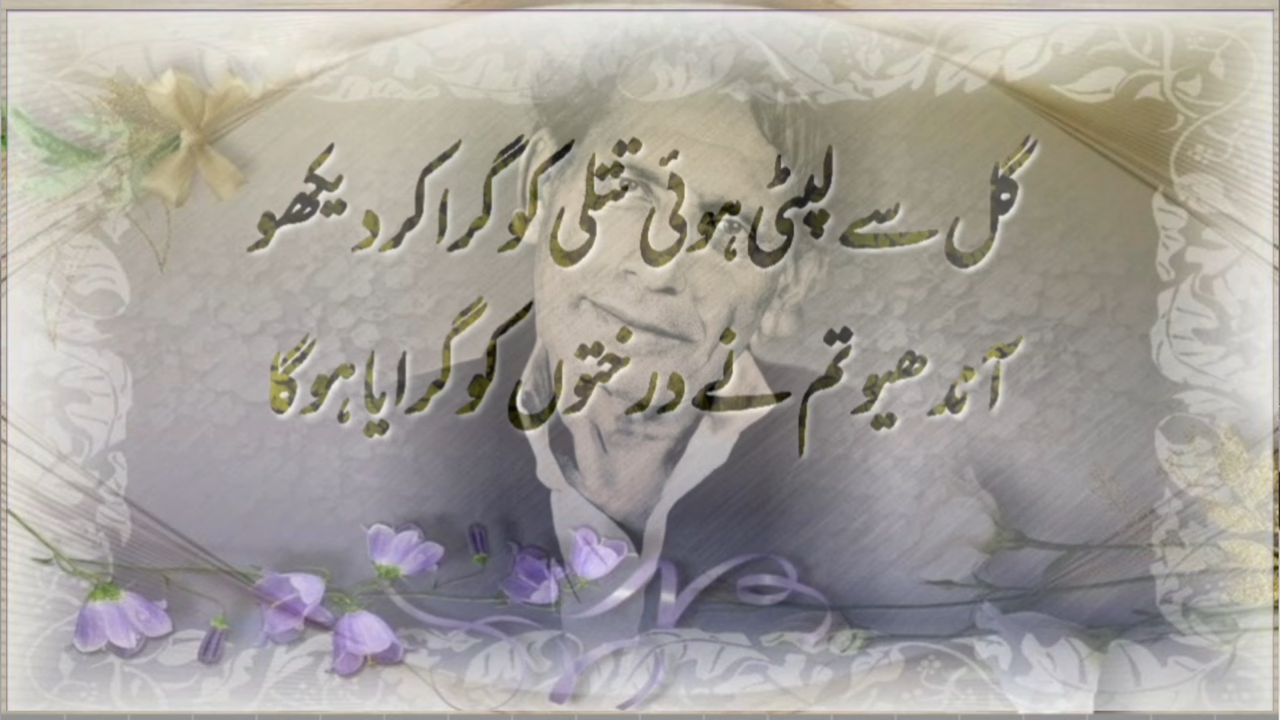 گل سے لپٹی ہوئی تتلی کو گرا کر دیکھو
آندھیو تم نے درختوں کو گرایا ہوگا